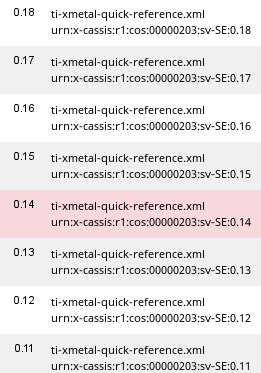 0.18 ti-xmetal-quick-reference.xml
urn:x-cassis:r1:cos:00000203:sv-SE:0.18
0.17 ti-xmetal-quick-reference.xml
urn:x-cassis:r1:cos:00000203:sv-SE:0.17
0.16 ti-xmetal-quick-reference.xml
urn:x-cassis:r1:cos:00000203:sv-SE:0.16
0.15 ti-xmetal-quick-reference.xml
urn:x-cassis:r1:cos:00000203:sv-SE:0.15
0.14 ti-xmetal-quick-reference.xml
urn:x-cassis:r1:cos:00000203:sv-SE:0.14
0.13 ti-xmetal-quick-reference.xml
urn:x-cassis:r1:cos:00000203:sv-SE:0.13
0.12 ti-xmetal-quick-reference.xml
urn:x-cassis:r1:cos:00000203:sv-SE:0.12
0.11 ti-xmetal-quick-reference.xml
urn:x-cassis:r1:cos:00000203:sv-SE:0.11